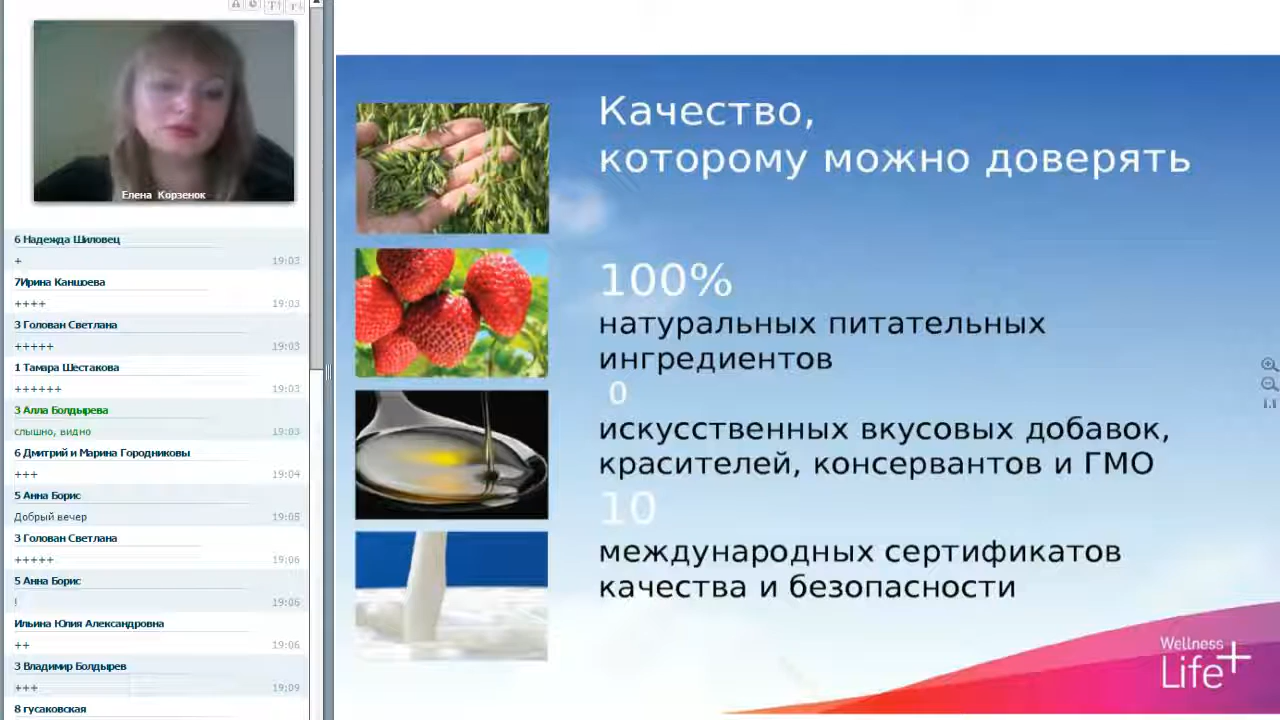 Елена Корзенок
6 Надежда Шиловец
+
19:03
7Ирина Каншоева
++++
19:03
3 Голован Светлана
+++++
19:03
1 Тамара Шестакова
++++++
19:03
3 Алла Болдырева
слышно, видно
19:03
6 Дмитрий и Марина Городниковы
+++
19:04
5 Анна Борис
Добрый вечер
19:05
3 Голован Светлана
+++++
19:06
5 Анна Борис
!
19:06
Ильина Юлия Александровна
++
19:06
3 Владимир Болдырев
+++
19:09
8 гусаковская
Качество,
которому можно доверять
100%
натуральных питательных
ингредиентов
0
искусственных вкусовых добавок,
красителей, консервантов и ГМО
10
международных сертификатов
качества и безопасности
Wellness
Life+
1.1